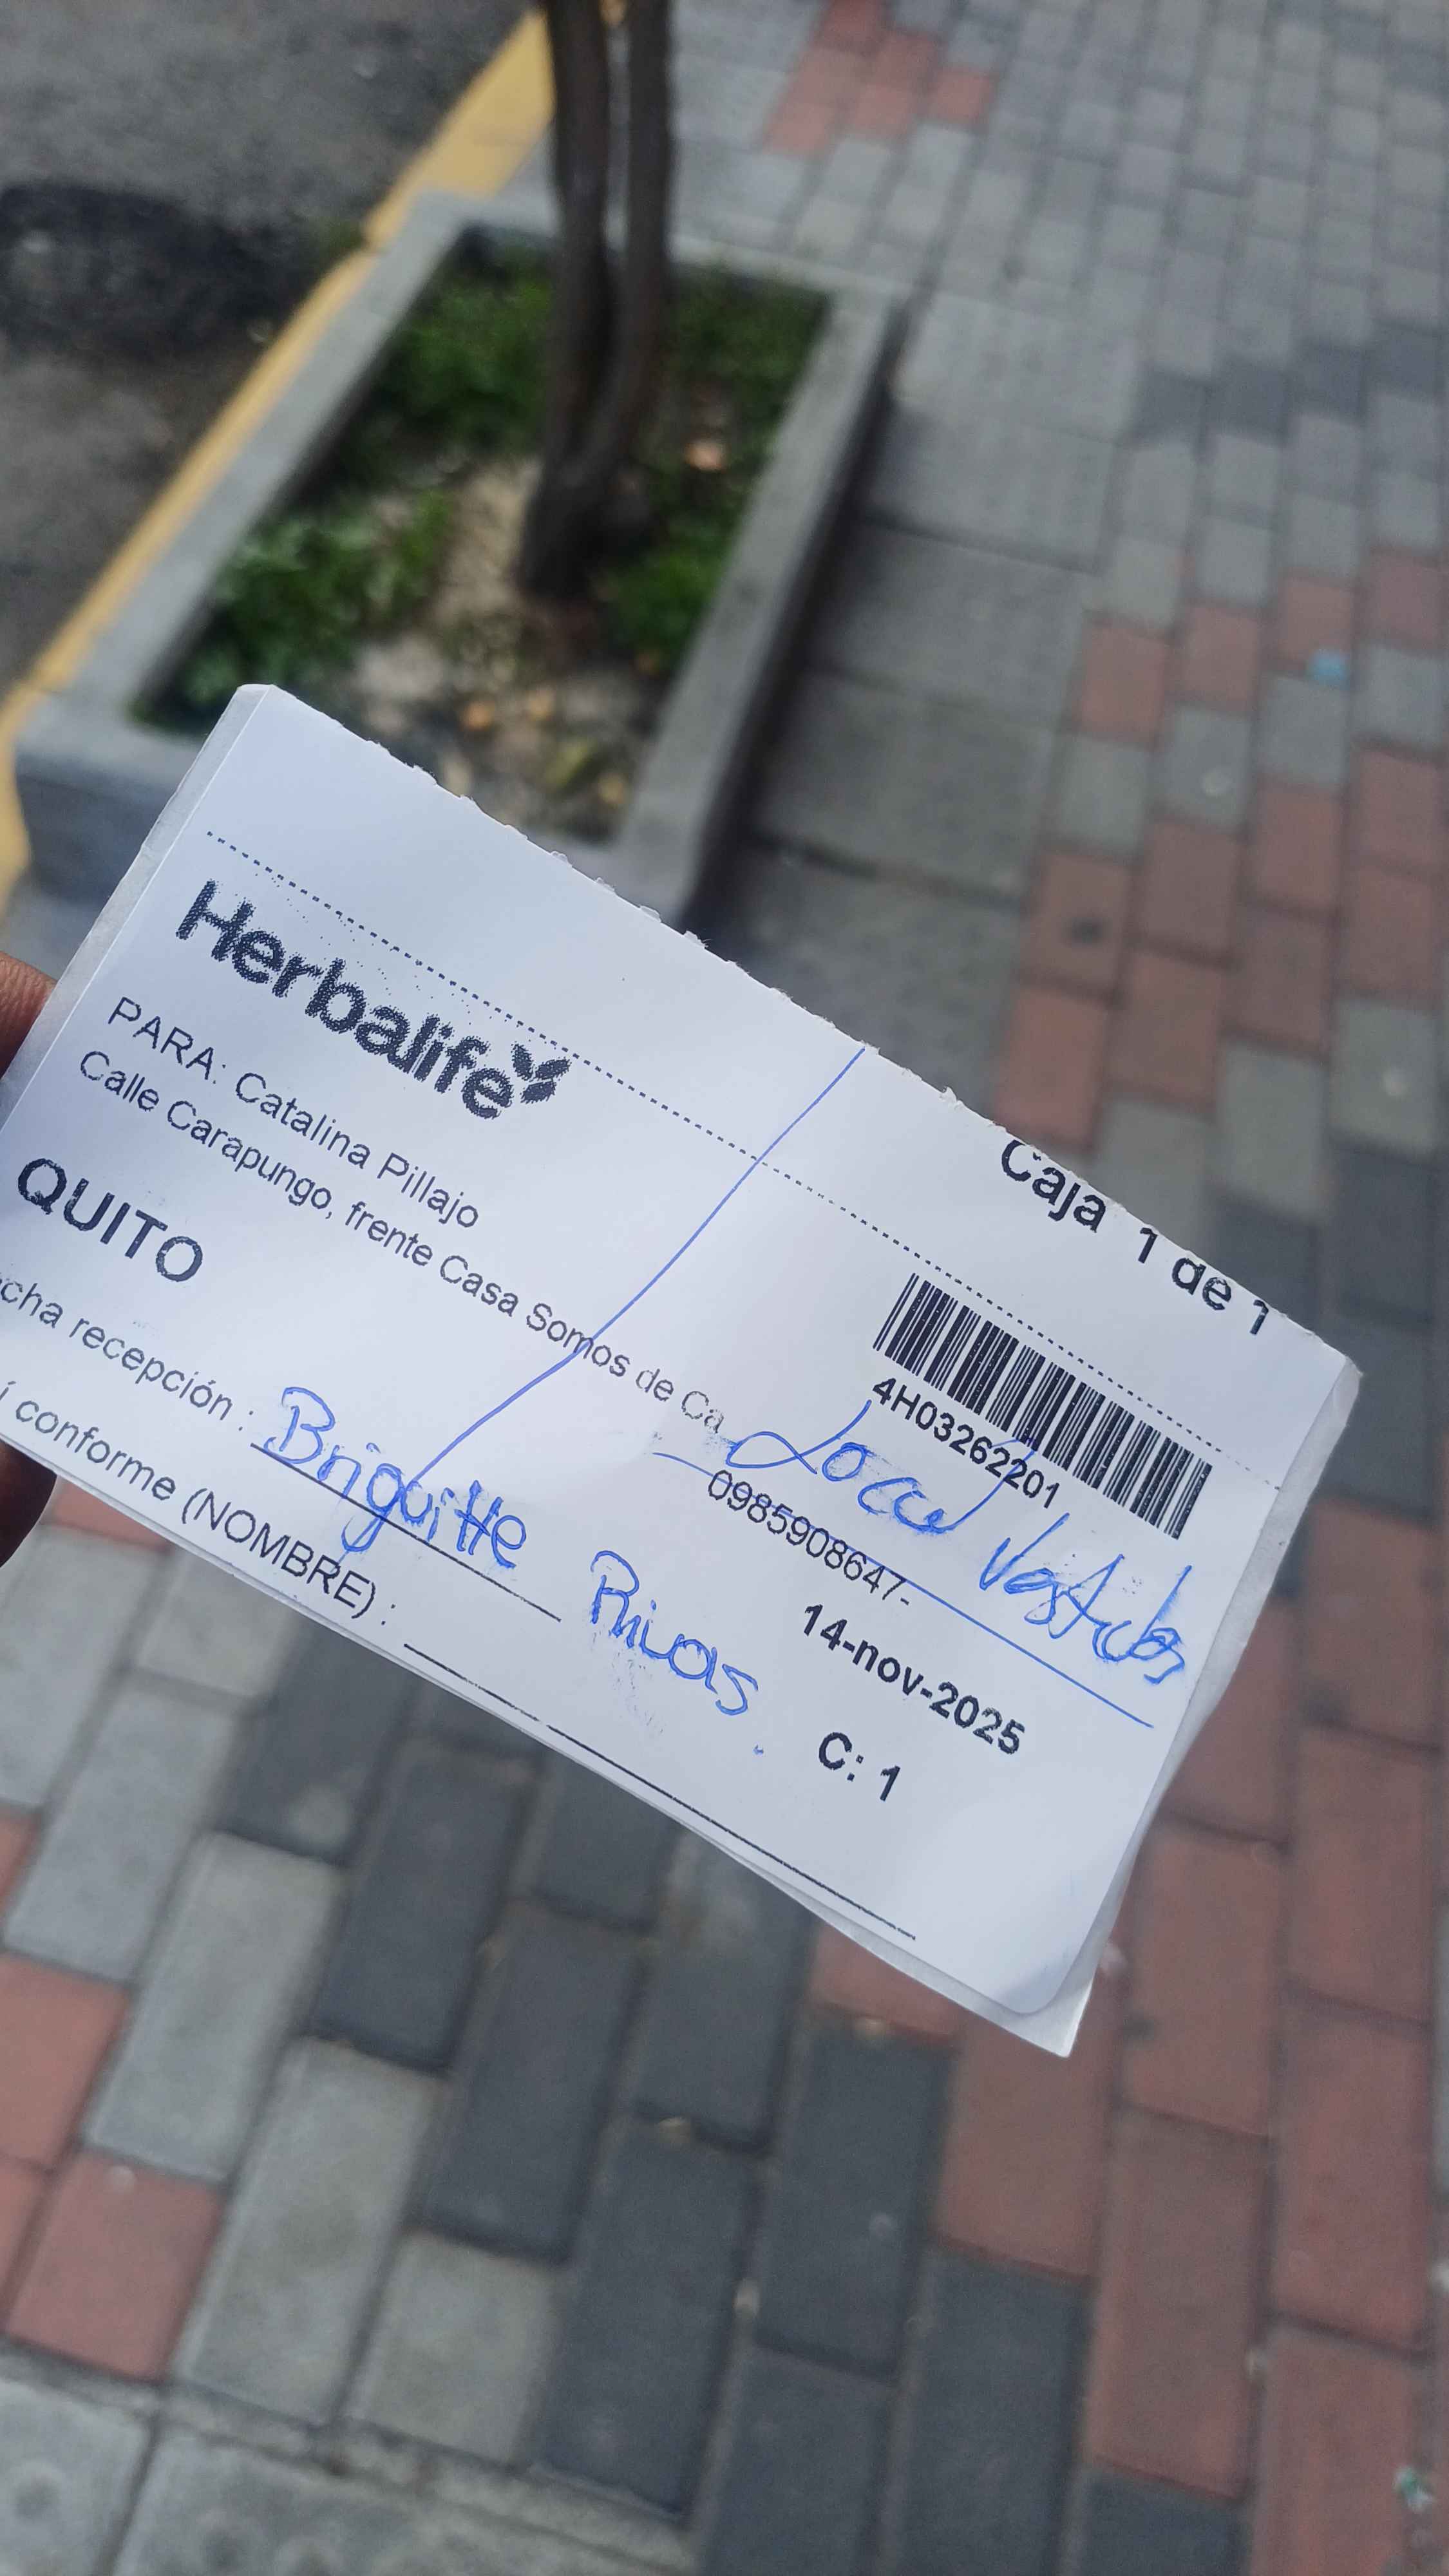 Caja 1 de 1
Herbalife
4H03262201
PARA: Catalina Pillajo
Calle Carapungo, frente Casa Somos de Ca
Local Vestidos
0985908647-
QUITO
14-nov-2025
cha recepción : Briguitte Rivas.
C: 1
í conforme (NOMBRE) :